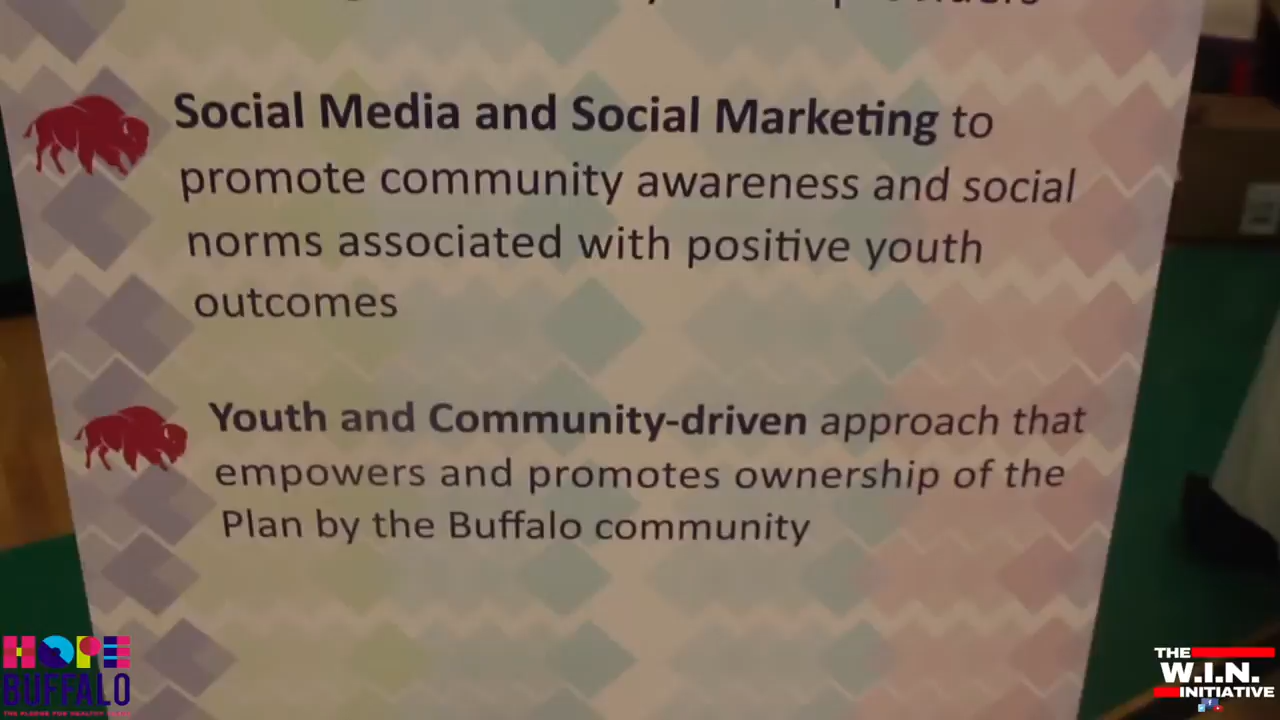 Social Media and Social Marketing to
promote community awareness and social
norms associated with positive youth
outcomes
Youth and Community-driven approach that
empowers and promotes ownership of the
Plan by the Buffalo community
HOPE
BUFFALO
THE
W.I.N.
INITIATIVE